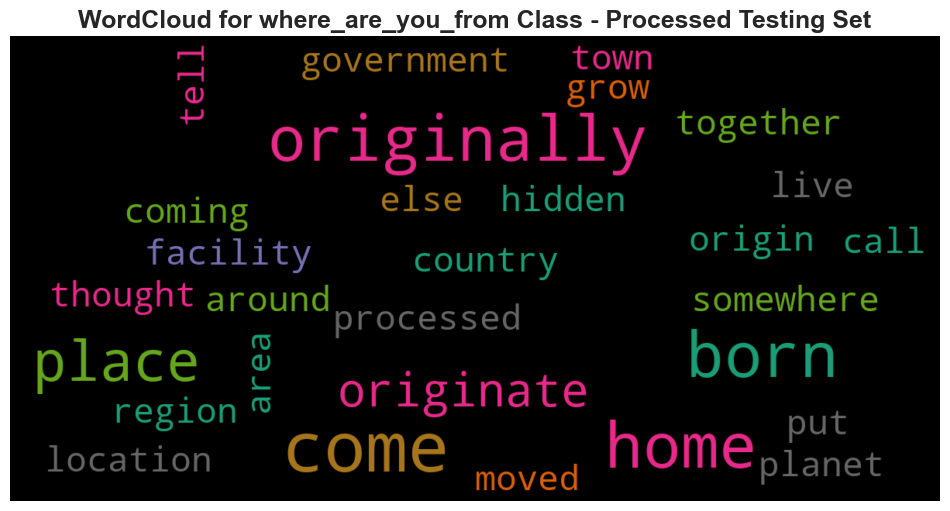 WordCloud for where_are_you_from Class - Processed Testing Set
tell
government
town
grow
originally
together
live
else
hidden
coming
facility
country
origin
call
thought
around
processed
somewhere
place
area
born
region
originate
location
come
home
put
moved
planet